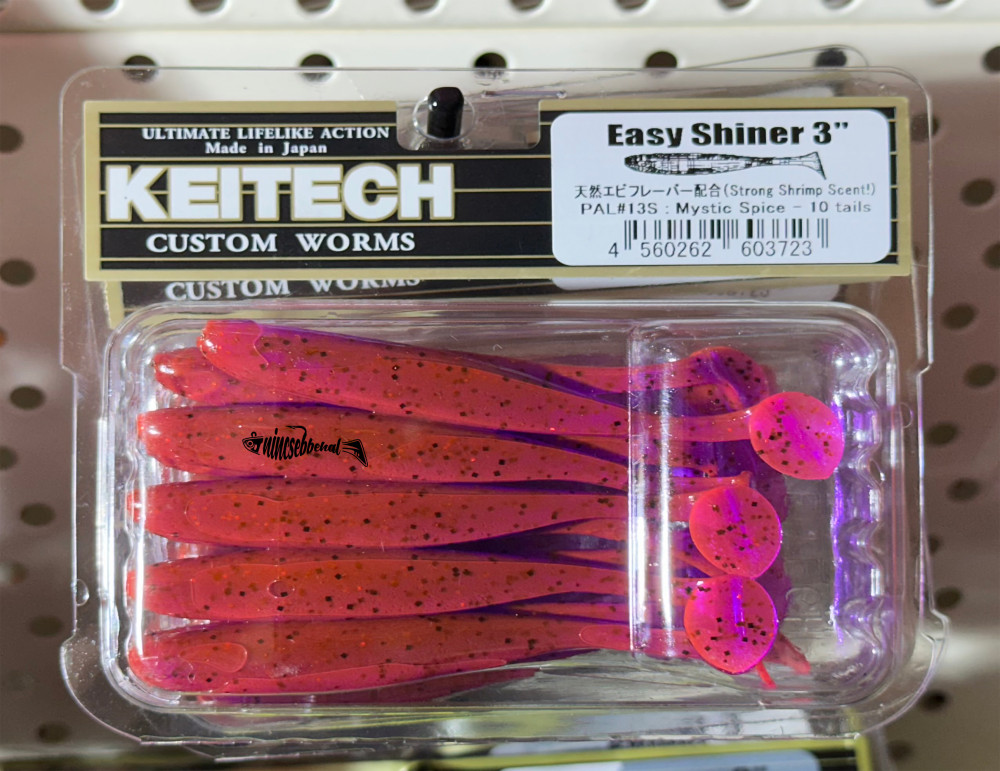 ULTIMATE LIFELIKE ACTION
Made in Japan
KEITECH
CUSTOM WORMS
Easy Shiner 3”
天然エビフレーバー配合(Strong Shrimp Scent!)
PAL#13S : Mystic Spice - 10 tails
4 560262 603723
CUSTOM WORMS